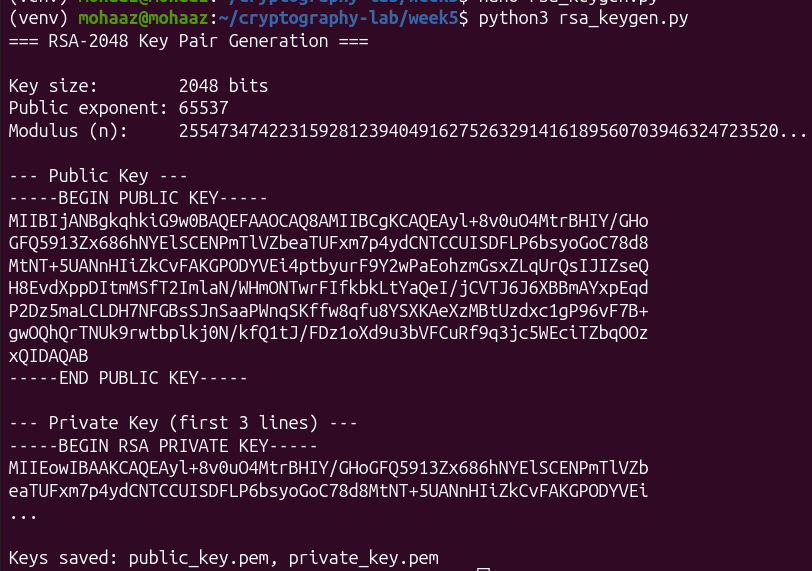 (venv) mohaaz@mohaaz:~/cryptography-lab/week5$ nano rsa_keygen.py
(venv) mohaaz@mohaaz:~/cryptography-lab/week5$ python3 rsa_keygen.py
=== RSA-2048 Key Pair Generation ===
Key size: 2048 bits
Public exponent: 65537
Modulus (n): 255473474223159281239404916275263291416189560703946324723520...
--- Public Key ---
-----BEGIN PUBLIC KEY-----
MIIBIjANBgkqhkiG9w0BAQEFAAOCAQ8AMIIBCgKCAQEAyl+8v0uO4MtrBHIY/GHo
GFQ5913Zx686hNYElSCENPmTlVZbeaTUFxm7p4ydCNTCCUISDFLP6bsyoGoC78d8
MtNT+5UANnHIiZkCvFAKGPODYVEi4ptbyurF9Y2wPaEohzmGsxZLqUrQsIJIZseQ
H8EvdXppDItmMSfT2ImlaN/WHmONTwrFIfkbkLtYaQeI/jCVTJ6J6XBBmAYxpEqd
P2Dz5maLCLDH7NFGBsSJnSaaPWnqSKffw8qfu8YSXKAeXzMBtUzdxc1gP96vF7B+
gwOQhQrTNUk9rwtbplkj0N/kfQ1tJ/FDz1oXd9u3bVFCuRf9q3jc5WEciTZbqOOz
xQIDAQAB
-----END PUBLIC KEY-----
--- Private Key (first 3 lines) ---
-----BEGIN RSA PRIVATE KEY-----
MIIEowIBAAKCAQEAyl+8v0uO4MtrBHIY/GHoGFQ5913Zx686hNYElSCENPmTlVZb
eaTUFxm7p4ydCNTCCUISDFLP6bsyoGoC78d8MtNT+5UANnHIiZkCvFAKGPODYVEi
...
Keys saved: public_key.pem, private_key.pem